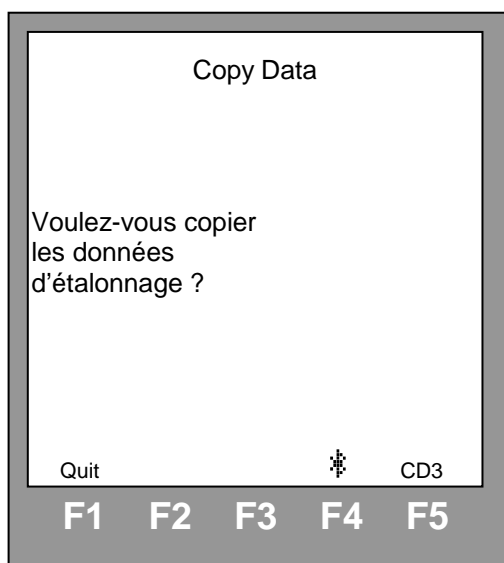 Copy Data
Voulez-vous copier
les données
d’étalonnage ?
Quit CD3
F1 F2 F3 F4 F5